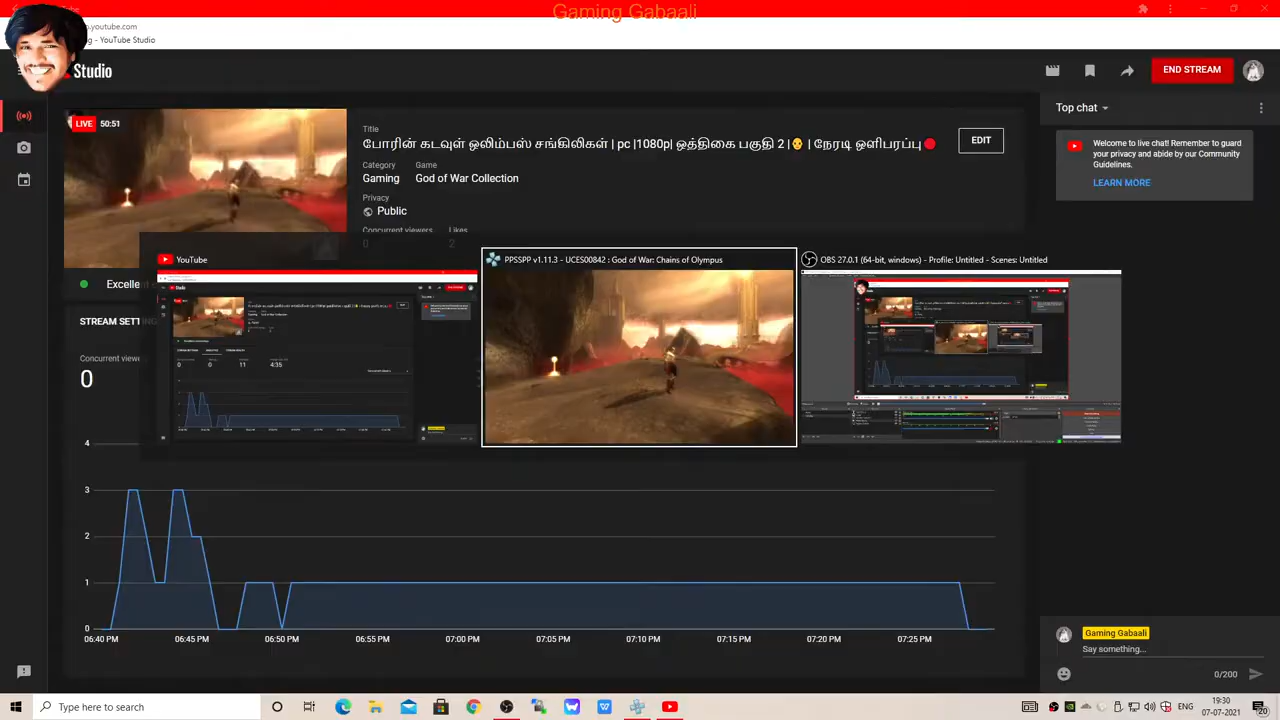 Gaming Gabaali
.youtube.com
g - YouTube Studio
Studio
END STREAM
LIVE 50:51
Title
போரின் கடவுள் ஒலிம்பஸ் சங்கிலிகள் | pc |1080p| ஒத்திகை பகுதி 2 |👨 | நேரடி ஒளிபரப்பு 🔴
EDIT
Category Game
Gaming God of War Collection
Privacy
Public
Concurrent viewers Likes
0 2
Top chat
Welcome to live chat! Remember to guard
your privacy and abide by our Community
Guidelines.
LEARN MORE
YouTube
PPSSPP v1.11.3 - UCES00842 : God of War: Chains of Olympus
OBS 27.0.1 (64-bit, windows) - Profile: Untitled - Scenes: Untitled
Excellent
STREAM SETTING
Concurrent viewe
0
4
3
2
1
0
06:40 PM 06:45 PM 06:50 PM 06:55 PM 07:00 PM 07:05 PM 07:10 PM 07:15 PM 07:20 PM 07:25 PM
Gaming Gabaali
Say something...
0/200
Type here to search
ENG
19:30
07-07-2021
20